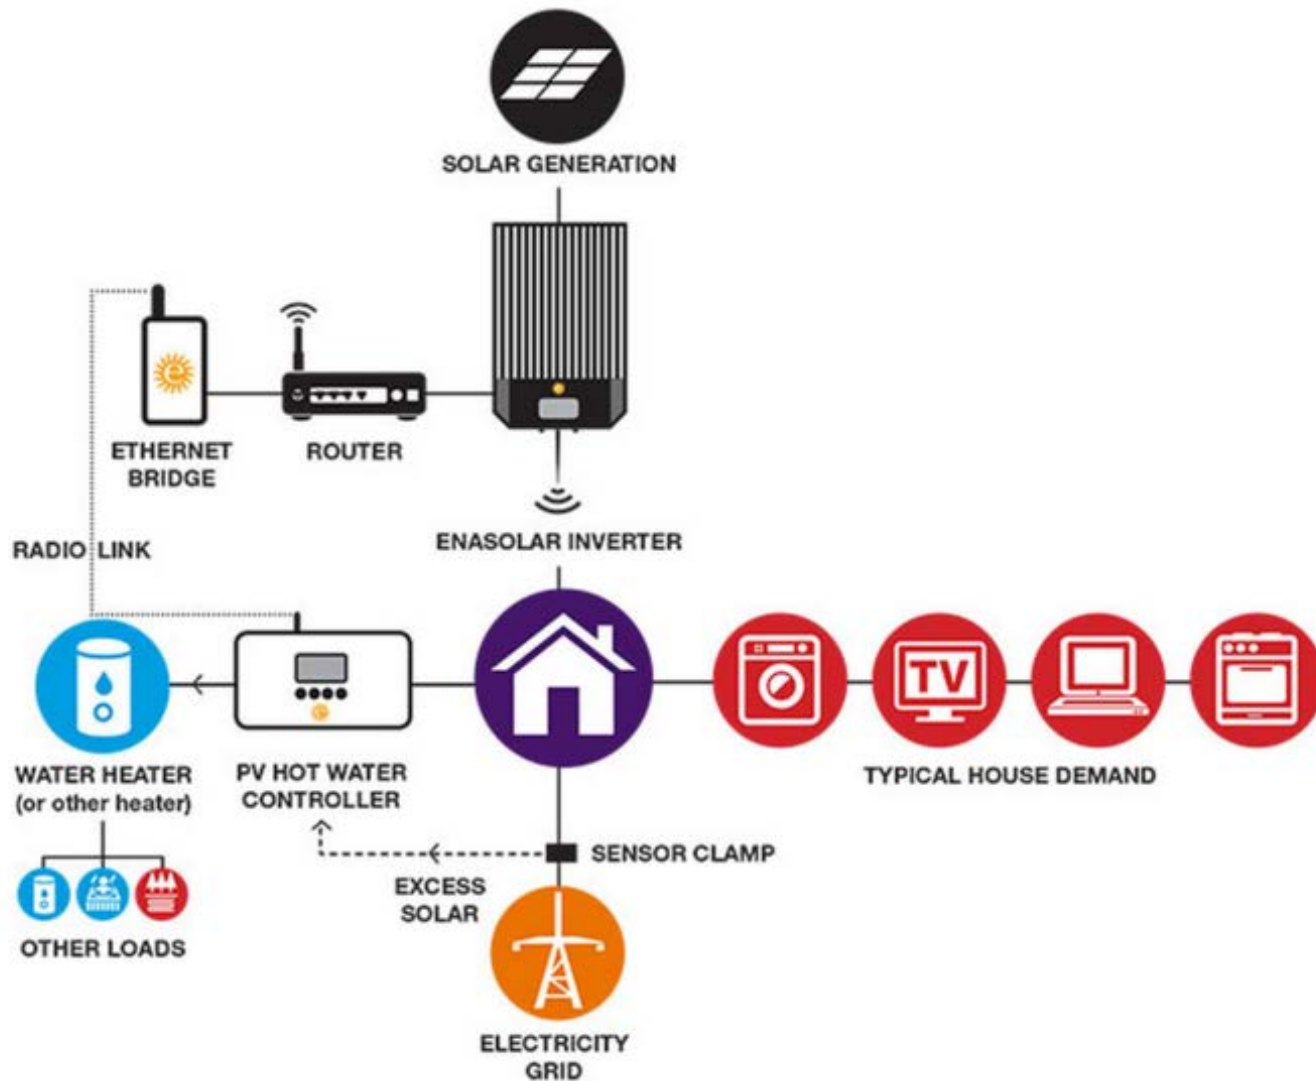 SOLAR GENERATION
e
ETHERNET
BRIDGE
ROUTER
ENASOLAR INVERTER
RADIO LINK
e
TV
WATER HEATER
(or other heater)
PV HOT WATER
CONTROLLER
TYPICAL HOUSE DEMAND
SENSOR CLAMP
EXCESS
SOLAR
OTHER LOADS
ELECTRICITY
GRID